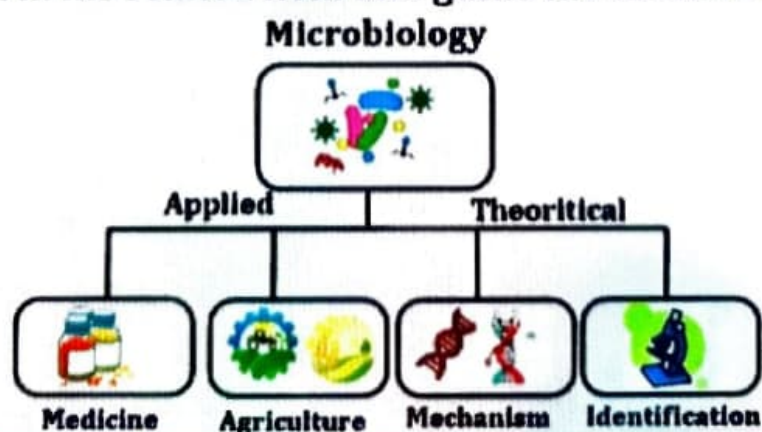 Microbiology
Applied
Theoritical
Medicine
Agriculture
Mechanism
Identification